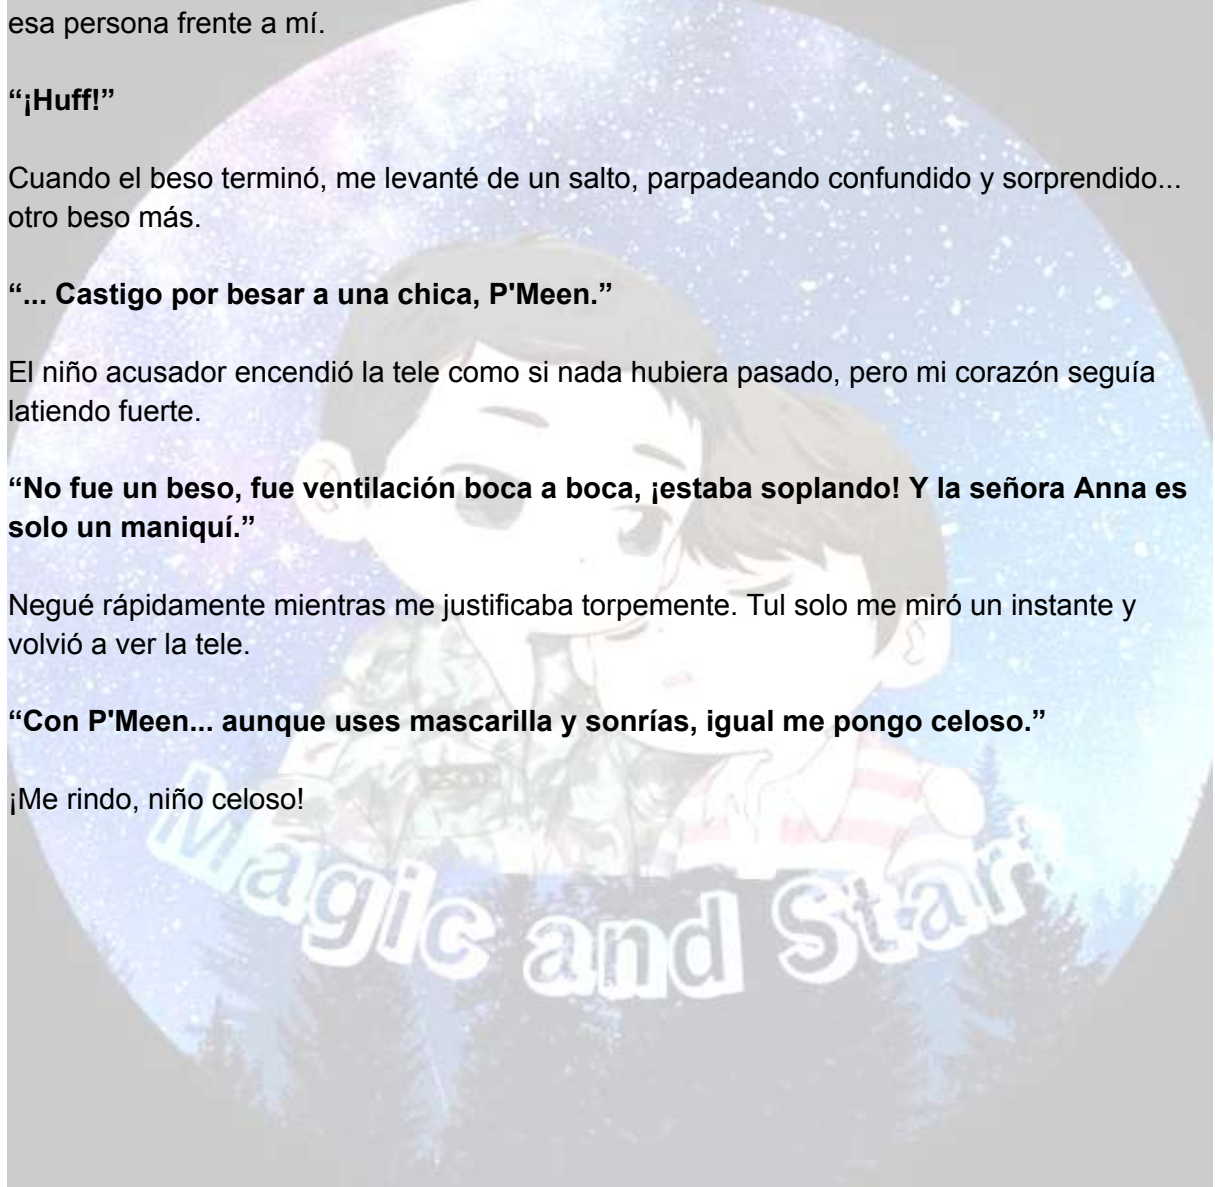 esa persona frente a mí.
“¡Huff!”
Cuando el beso terminó, me levanté de un salto, parpadeando confundido y sorprendido...
otro beso más.
“... Castigo por besar a una chica, P'Meen.”
El niño acusador encendió la tele como si nada hubiera pasado, pero mi corazón seguía
latiendo fuerte.
“No fue un beso, fue ventilación boca a boca, ¡estaba soplando! Y la señora Anna es
solo un maniquí.”
Negué rápidamente mientras me justificaba torpemente. Tul solo me miró un instante y
volvió a ver la tele.
“Con P'Meen... aunque uses mascarilla y sonrías, igual me pongo celoso.”
¡Me rindo, niño celoso!
Magic and Star